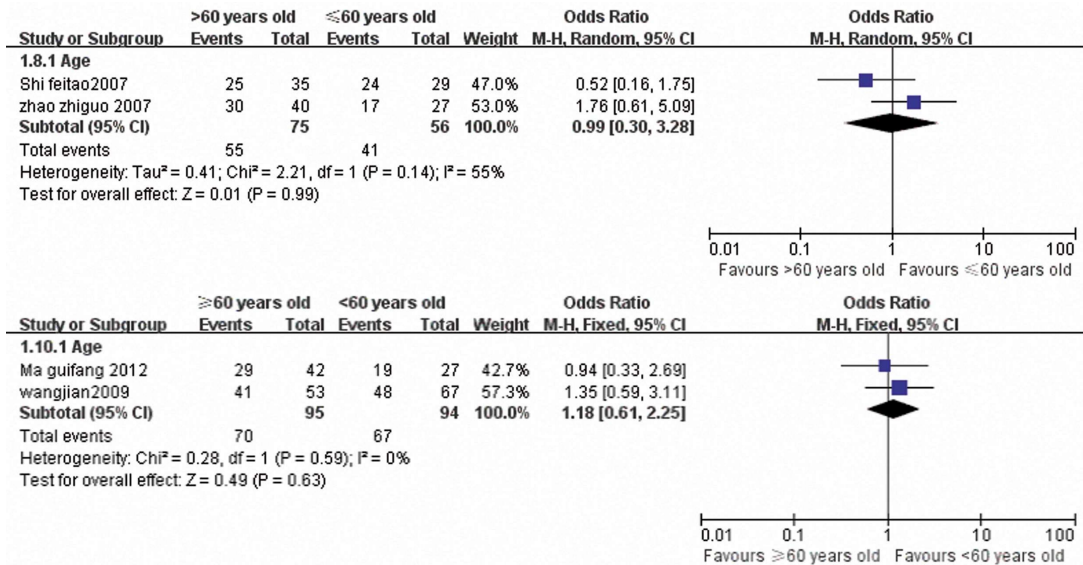 >60 years old ≤60 years old Odds Ratio Odds Ratio
Study or Subgroup Events Total Events Total Weight M-H, Random, 95% CI M-H, Random, 95% CI
1.8.1 Age
Shi feitao2007 25 35 24 29 47.0% 0.52 [0.16, 1.75]
zhao zhiguo 2007 30 40 17 27 53.0% 1.76 [0.61, 5.09]
Subtotal (95% CI) 75 56 100.0% 0.99 [0.30, 3.28]
Total events 55 41
Heterogeneity: Tau² = 0.41; Chi² = 2.21, df = 1 (P = 0.14); I² = 55%
Test for overall effect: Z = 0.01 (P = 0.99)
0.01 0.1 1 10 100
Favours >60 years old Favours ≤60 years old
≥60 years old <60 years old Odds Ratio Odds Ratio
Study or Subgroup Events Total Events Total Weight M-H, Fixed, 95% CI M-H, Fixed, 95% CI
1.10.1 Age
Ma guifang 2012 29 42 19 27 42.7% 0.94 [0.33, 2.69]
wangjian2009 41 53 48 67 57.3% 1.35 [0.59, 3.11]
Subtotal (95% CI) 95 94 100.0% 1.18 [0.61, 2.25]
Total events 70 67
Heterogeneity: Chi² = 0.28, df = 1 (P = 0.59); I² = 0%
Test for overall effect: Z = 0.49 (P = 0.63)
0.01 0.1 1 10 100
Favours ≥60 years old Favours <60 years old